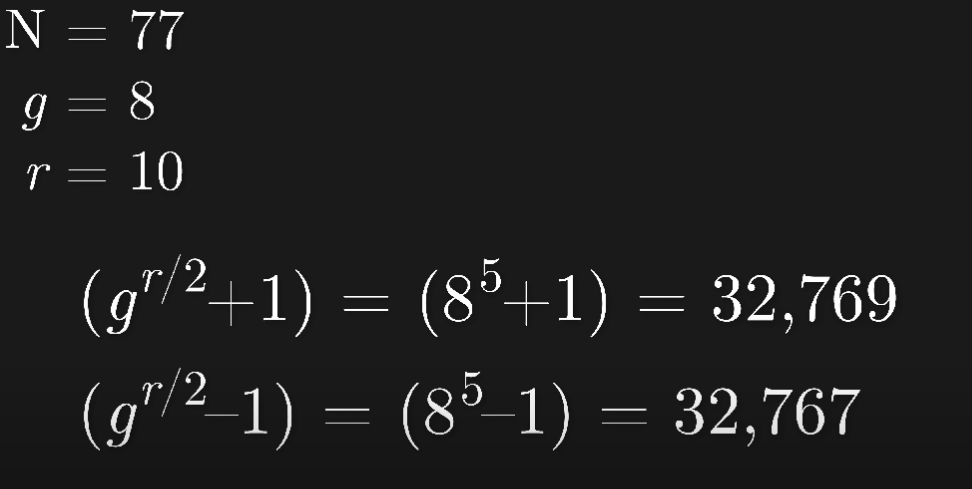 N = 77
g = 8
r = 10
(g^{r/2}+1) = (8^5+1) = 32,769
(g^{r/2}–1) = (8^5–1) = 32,767